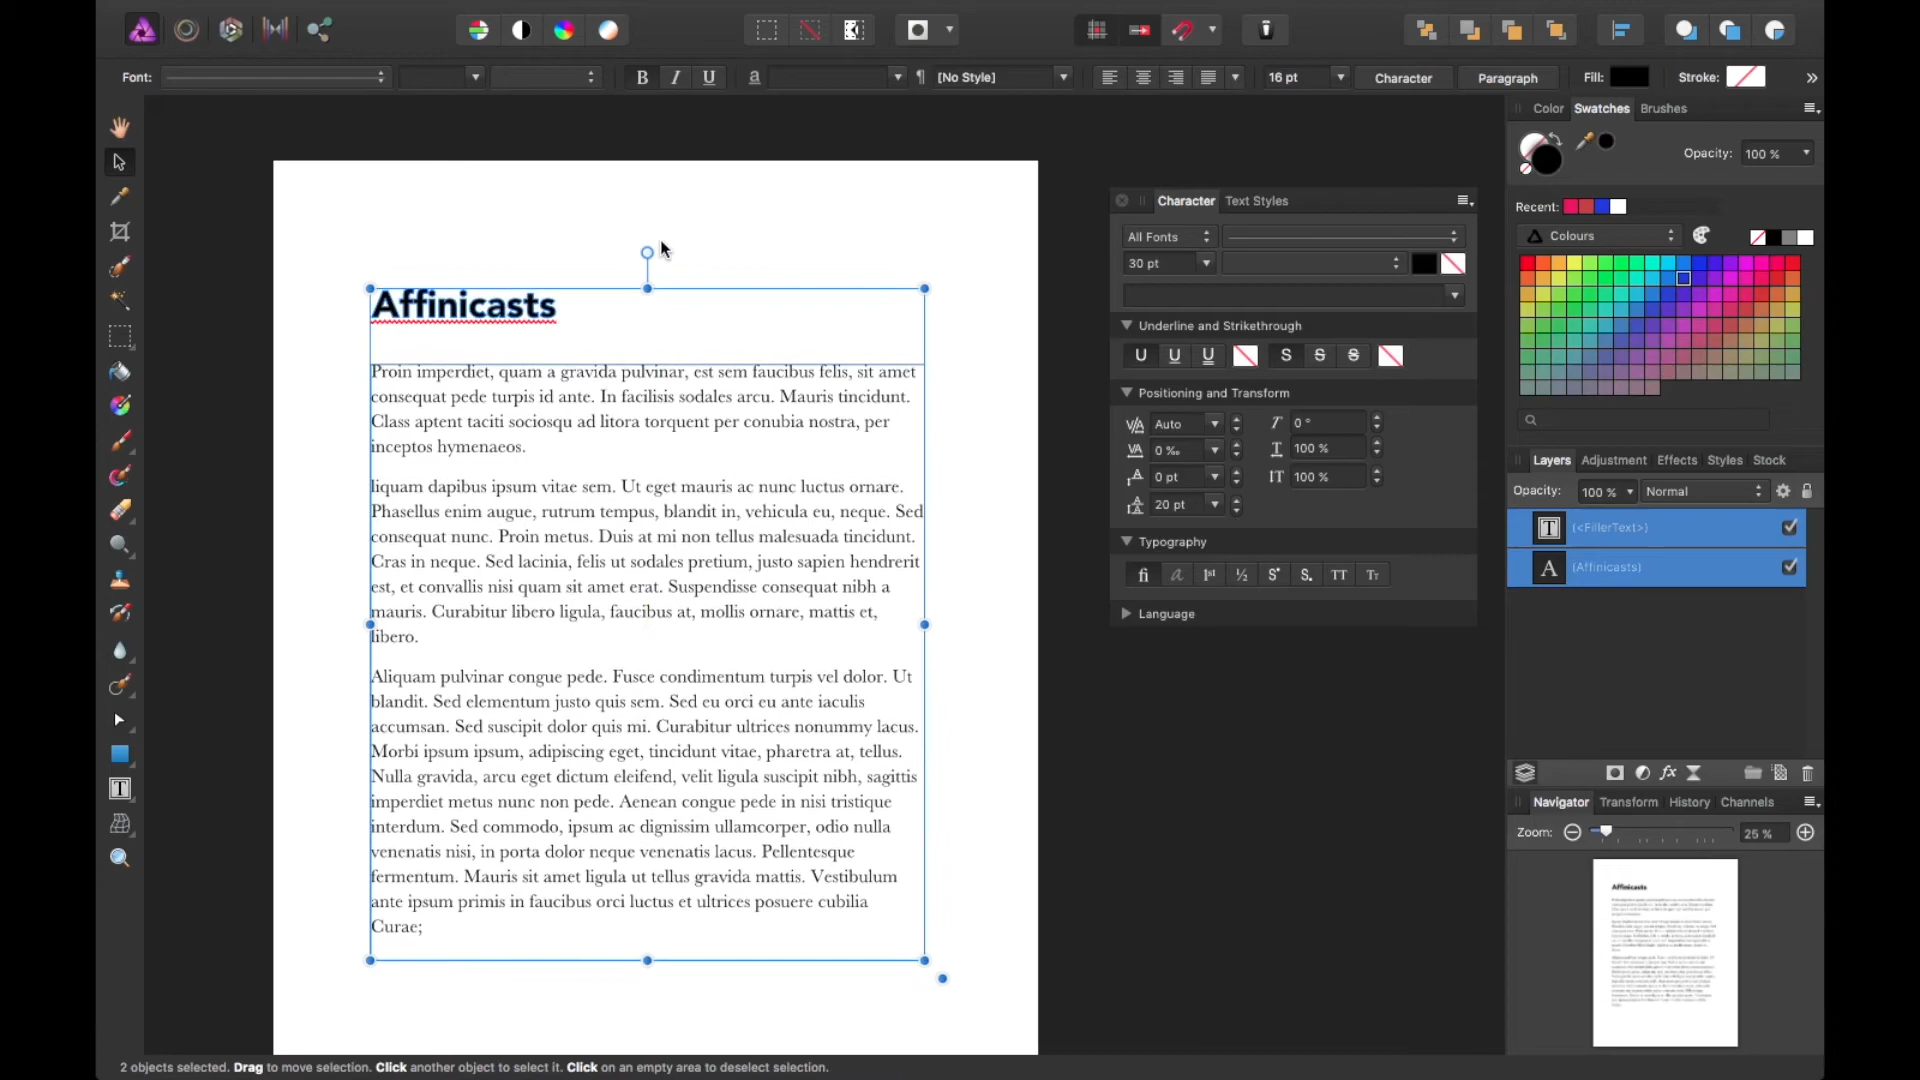 Font:
B I U a ¶ [No Style] 16 pt Character Paragraph Fill: Stroke:
Color Swatches Brushes
Opacity: 100 %
Recent:
Colours
Character Text Styles
All Fonts
30 pt
Underline and Strikethrough
U U U S S S
Positioning and Transform
V/A Auto T 0 °
VA 0 ‰ T 100 %
A 0 pt IT 100 %
A 20 pt
Typography
fi a 1st ½ S S TT Tт
Language
Affinicasts
Proin imperdiet, quam a gravida pulvinar, est sem faucibus felis, sit amet
consequat pede turpis id ante. In facilisis sodales arcu. Mauris tincidunt.
Class aptent taciti sociosqu ad litora torquent per conubia nostra, per
inceptos hymenaeos.
liquam dapibus ipsum vitae sem. Ut eget mauris ac nunc luctus ornare.
Phasellus enim augue, rutrum tempus, blandit in, vehicula eu, neque. Sed
consequat nunc. Proin metus. Duis at mi non tellus malesuada tincidunt.
Cras in neque. Sed lacinia, felis ut sodales pretium, justo sapien hendrerit
est, et convallis nisi quam sit amet erat. Suspendisse consequat nibh a
mauris. Curabitur libero ligula, faucibus at, mollis ornare, mattis et,
libero.
Aliquam pulvinar congue pede. Fusce condimentum turpis vel dolor. Ut
blandit. Sed elementum justo quis sem. Sed eu orci eu ante iaculis
accumsan. Sed suscipit dolor quis mi. Curabitur ultrices nonummy lacus.
Morbi ipsum ipsum, adipiscing eget, tincidunt vitae, pharetra at, tellus.
Nulla gravida, arcu eget dictum eleifend, velit ligula suscipit nibh, sagittis
imperdiet metus nunc non pede. Aenean congue pede in nisi tristique
interdum. Sed commodo, ipsum ac dignissim ullamcorper, odio nulla
venenatis nisi, in porta dolor neque venenatis lacus. Pellentesque
fermentum. Mauris sit amet ligula ut tellus gravida mattis. Vestibulum
ante ipsum primis in faucibus orci luctus et ultrices posuere cubilia
Curae;
Layers Adjustment Effects Styles Stock
Opacity: 100 % Normal
T (<FillerText>)
A (Affinicasts)
fx
Navigator Transform History Channels
Zoom: 25 %
Affinicasts
2 objects selected. Drag to move selection. Click another object to select it. Click on an empty area to deselect selection.